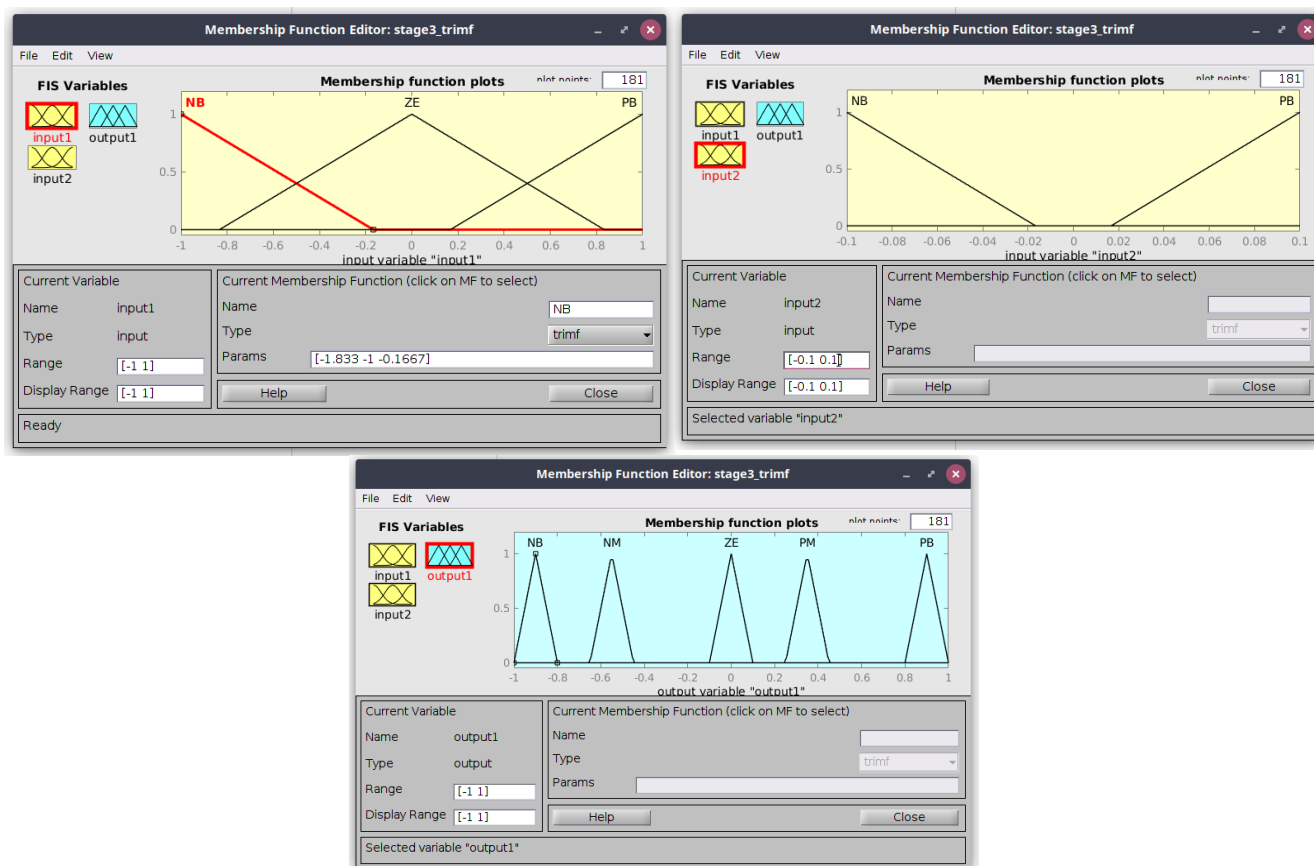 Membership Function Editor: stage3_trimf
File Edit View
FIS Variables
input1
output1
input2
Membership function plots
plot points:
181
NB
ZE
PB
1
0.5
0
-1 -0.8 -0.6 -0.4 -0.2 0 0.2 0.4 0.6 0.8 1
input variable "input1"
Current Variable
Name input1
Type input
Range [-1 1]
Display Range [-1 1]
Current Membership Function (click on MF to select)
Name NB
Type trimf
Params [-1.833 -1 -0.1667]
Help Close
Ready
Membership Function Editor: stage3_trimf
File Edit View
FIS Variables
input1
output1
input2
Membership function plots
plot points:
181
NB
PB
1
0.5
0
-0.1 -0.08 -0.06 -0.04 -0.02 0 0.02 0.04 0.06 0.08 0.1
input variable "input2"
Current Variable
Name input2
Type input
Range [-0.1 0.1]
Display Range [-0.1 0.1]
Current Membership Function (click on MF to select)
Name
Type trimf
Params
Help Close
Selected variable "input2"
Membership Function Editor: stage3_trimf
File Edit View
FIS Variables
input1
output1
input2
Membership function plots
plot points:
181
NB
NM
ZE
PM
PB
1
0.5
0
-1 -0.8 -0.6 -0.4 -0.2 0 0.2 0.4 0.6 0.8 1
output variable "output1"
Current Variable
Name output1
Type output
Range [-1 1]
Display Range [-1 1]
Current Membership Function (click on MF to select)
Name
Type trimf
Params
Help Close
Selected variable "output1"